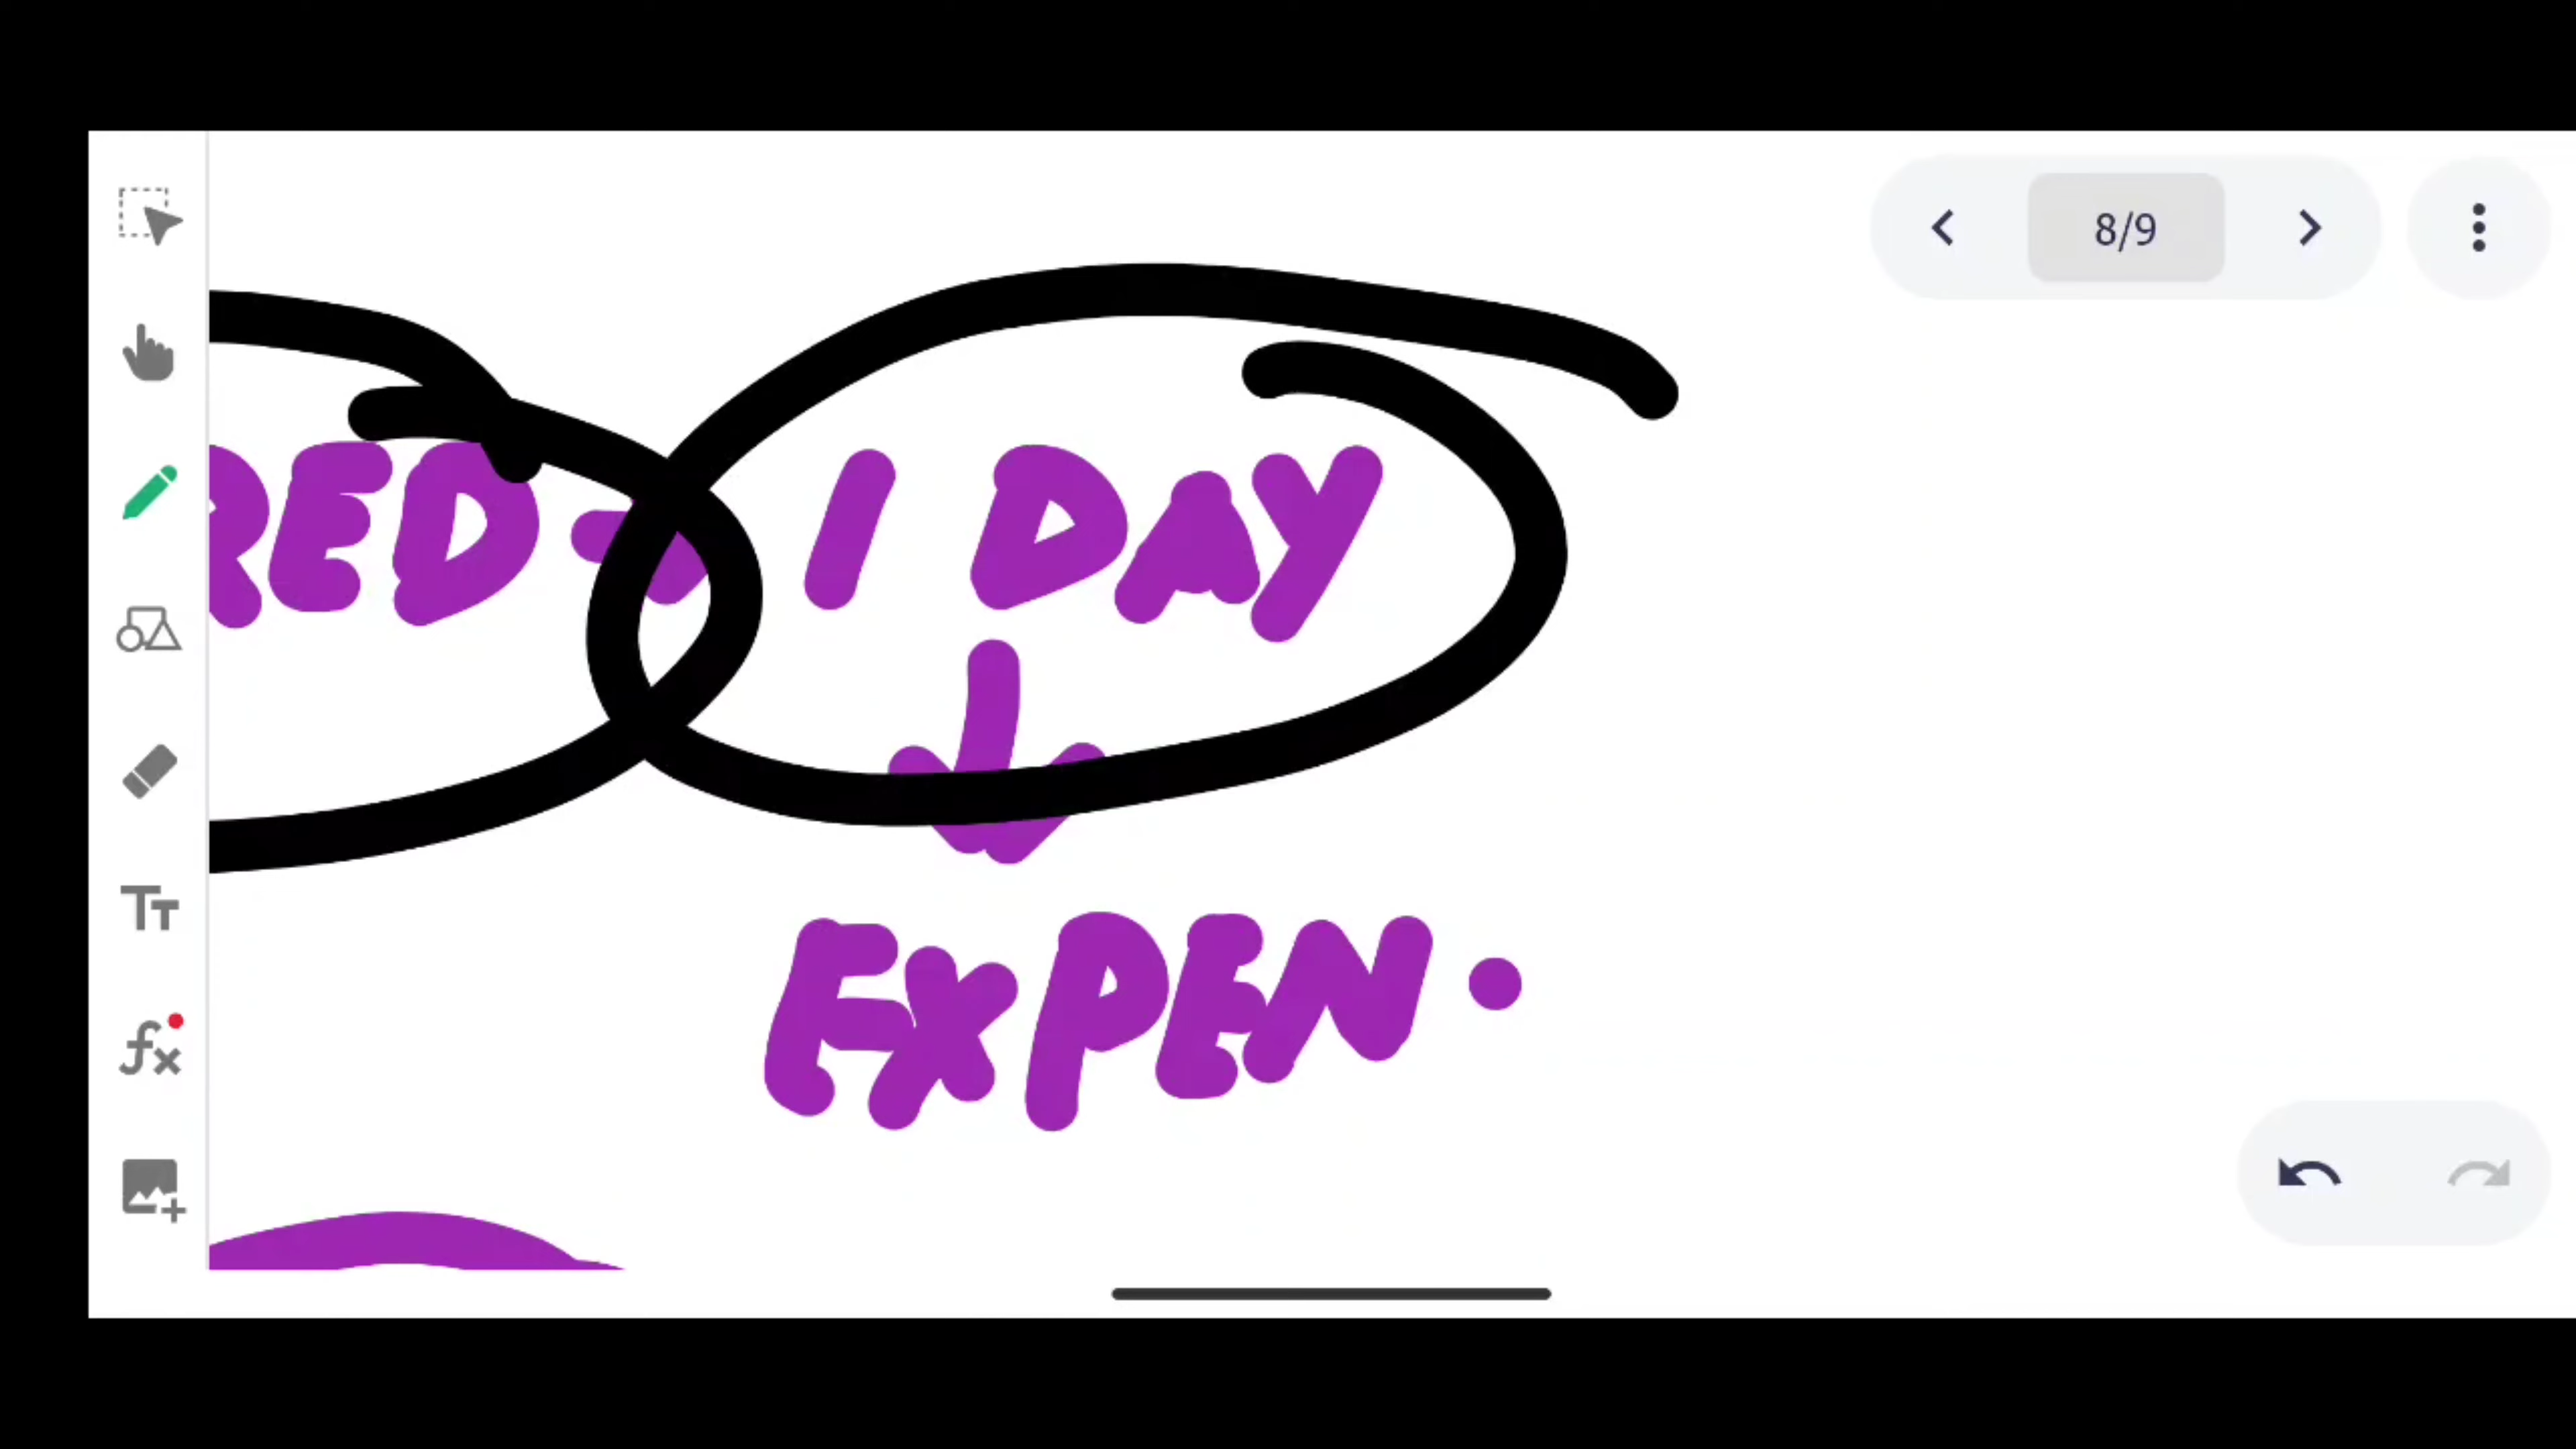 8/9
RED → 1 DAY
↓
EXPEN.